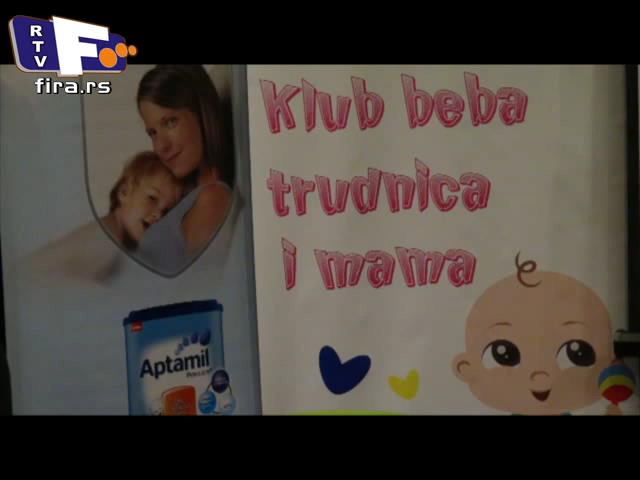 RTV
F
fira.rs
Klub beba
trudnica
i mama
Aptamil